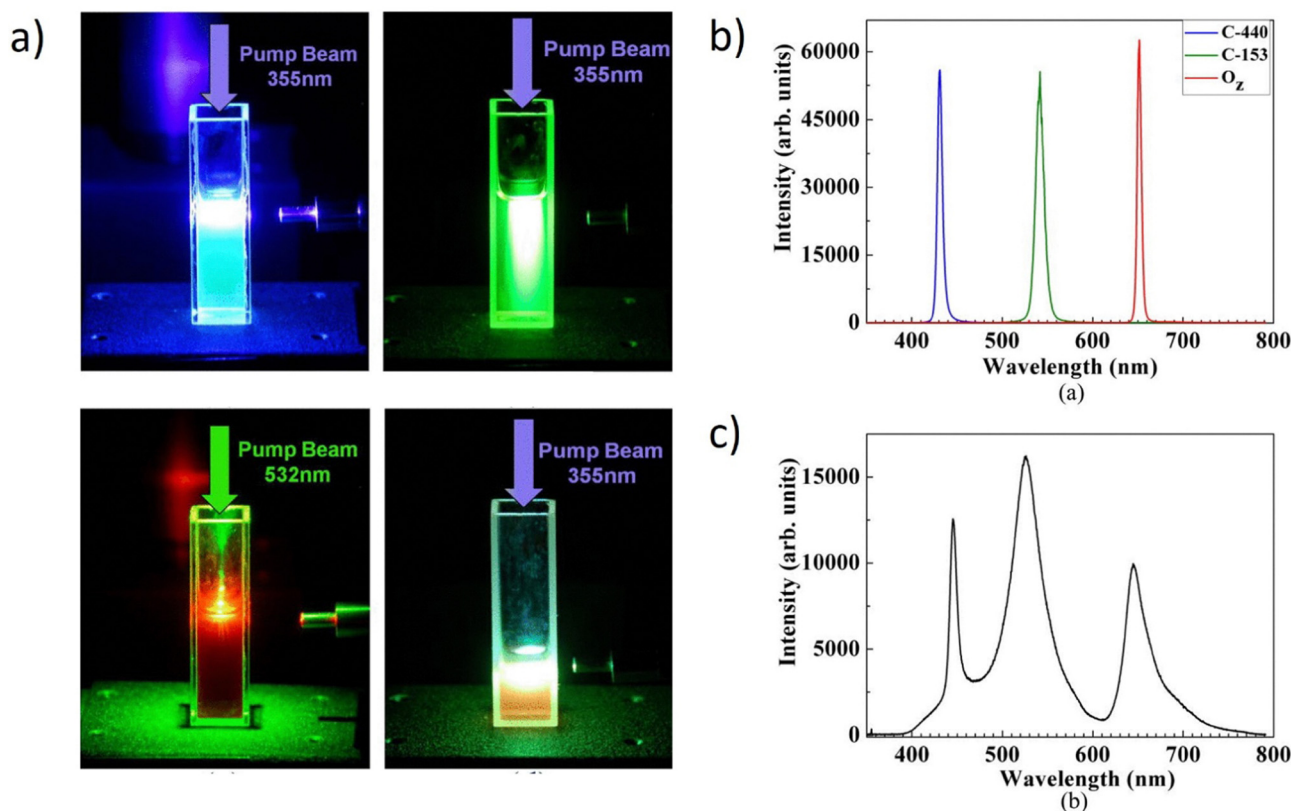 a)
Pump Beam
355nm
Pump Beam
355nm
Pump Beam
532nm
Pump Beam
355nm
b)
C-440
C-153
Oz
Intensity (arb. units)
60000
45000
30000
15000
0
400 500 600 700 800
Wavelength (nm)
(a)
c)
Intensity (arb. units)
15000
10000
5000
0
400 500 600 700 800
Wavelength (nm)
(b)